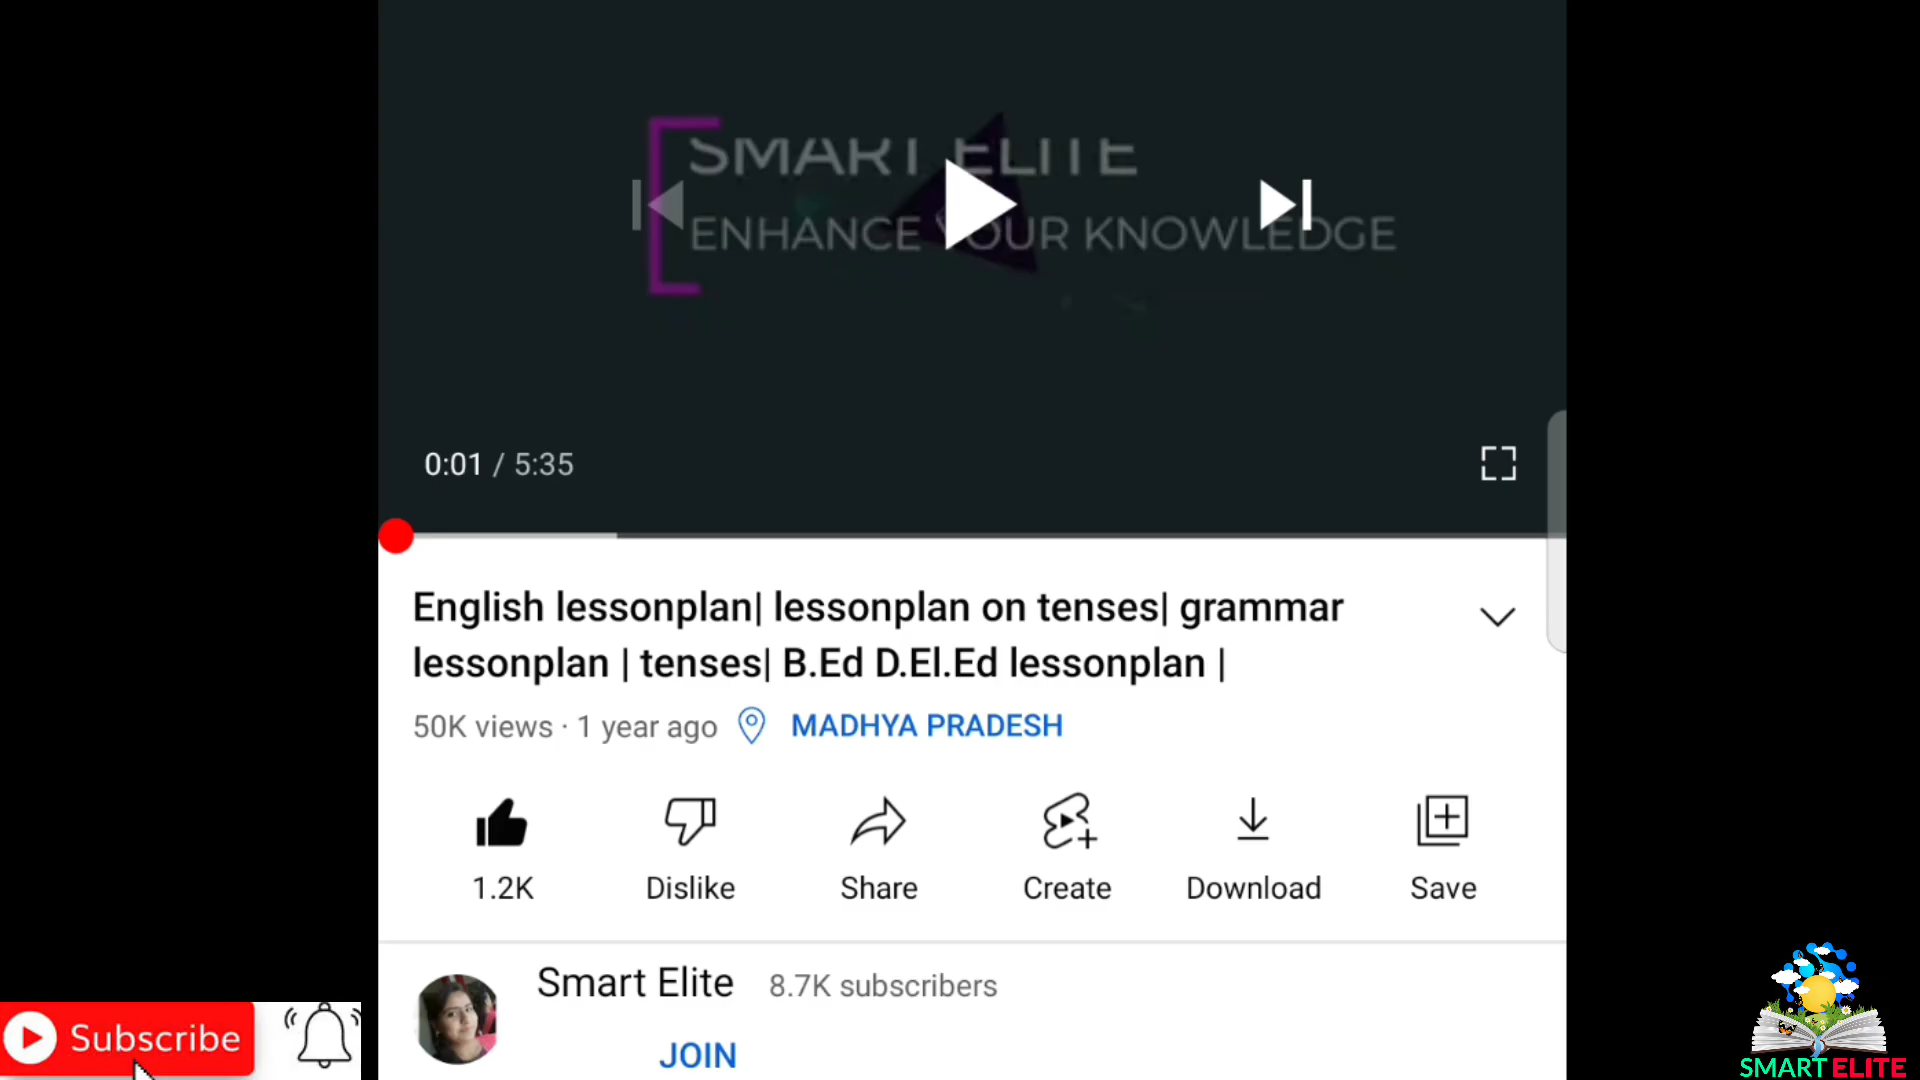 SMART ELITE
ENHANCE YOUR KNOWLEDGE
0:01 / 5:35
English lessonplan| lessonplan on tenses| grammar
lessonplan | tenses| B.Ed D.El.Ed lessonplan |
50K views · 1 year ago MADHYA PRADESH
1.2K Dislike Share Create Download Save
Smart Elite 8.7K subscribers
JOIN
Subscribe
SMART ELITE